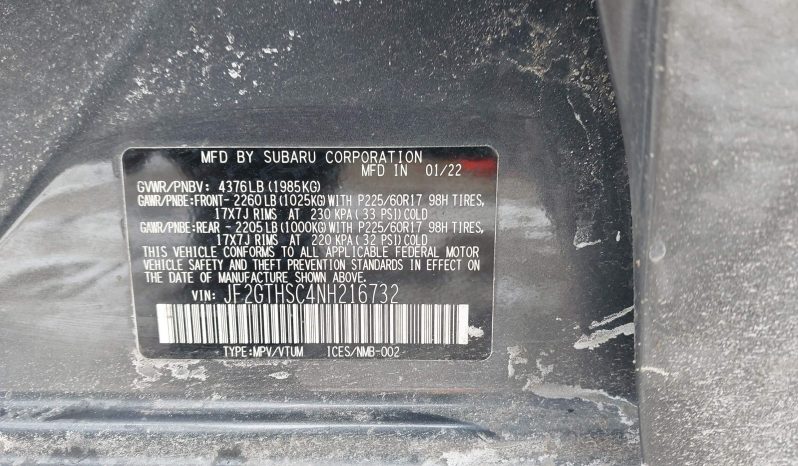 MFD BY SUBARU CORPORATION
MFD IN 01/22
GVWR/PNBV: 4376LB(1985KG)
GAWR/PNBE:FRONT-2260LB(1025KG)WITH P225/60R17 98H TIRES,
17X7J RIMS AT 230 KPA(33 PSI)COLD
GAWR/PNBE:REAR -2205LB(1000KG)WITH P225/60R17 98H TIRES,
17X7J RIMS AT 220 KPA(32 PSI)COLD
THIS VEHICLE CONFORMS TO ALL APPLICABLE FEDERAL MOTOR
VEHICLE SAFETY AND THEFT PREVENTION STANDARDS IN EFFECT ON
THE DATE OF MANUFACTURE SHOWN ABOVE.
VIN: JF2GTHSC4NH216732
TYPE:MPV/VTUM ICES/NMB-002